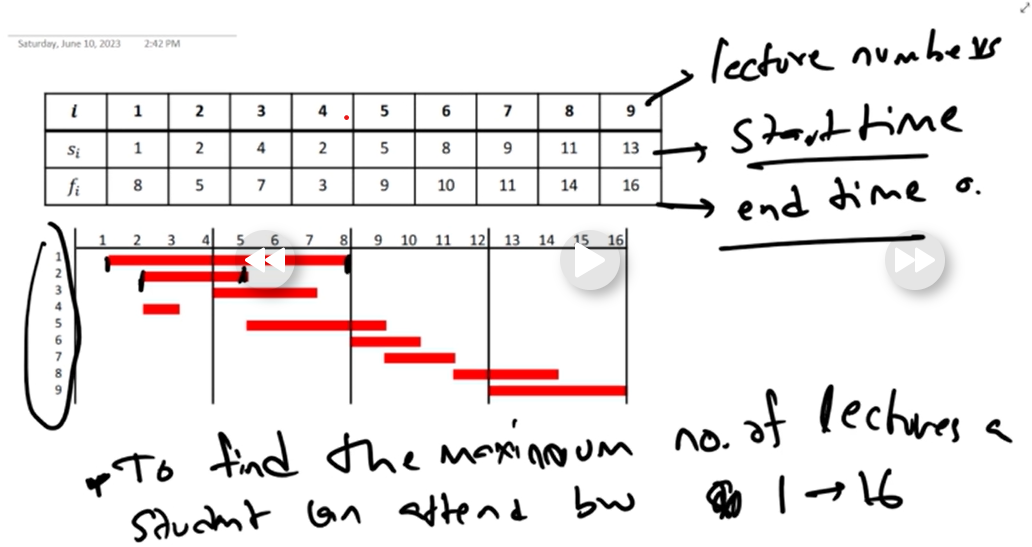 Saturday, June 10, 2023 2:42 PM
lecture numbers
i 1 2 3 4 5 6 7 8 9
start time
si 1 2 4 2 5 8 9 11 13
fi 8 5 7 3 9 10 11 14 16
end time
1 2 3 4 5 6 7 8 9 10 11 12 13 14 15 16
1
2
3
4
5
6
7
8
9
To find the maximum no. of lectures a
student can attend bw 1 → 16